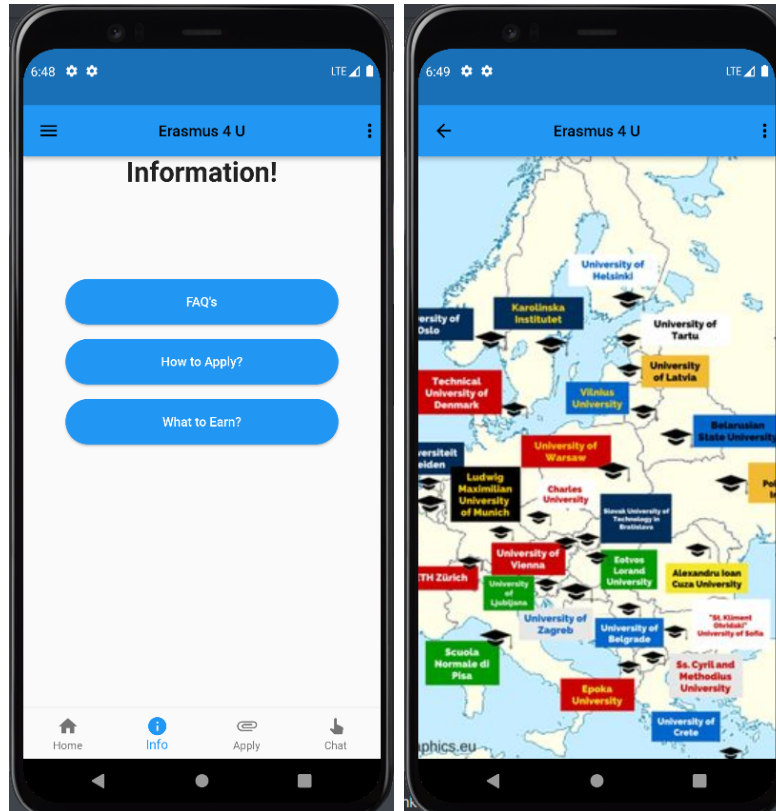 6:48
LTE
Erasmus 4 U
Information!
FAQ's
How to Apply?
What to Earn?
Home
Info
Apply
Chat
6:49
LTE
Erasmus 4 U
University of
Helsinki
Karolinska
Institutet
ersity of
Oslo
University of
Tartu
University
of Latvia
Technical
University of
Denmark
Vilnius
University
Belarusian
State University
University of
Warsaw
versiteit
eiden
Ludwig
Maximilian
University
of Munich
Charles
University
Slovak University of
Technology in
Bratislava
Pol
University of
Vienna
Eotvos
Lorand
University
Alexandru Ioan
Cuza University
TH Zürich
University
of
Ljubljana
University of
Zagreb
University of
Belgrade
"St. Kliment
Ohridski"
University of Sofia
Scuola
Normale di
Pisa
Ss. Cyril and
Methodius
University
Epoka
University
University of
Crete
phics.eu